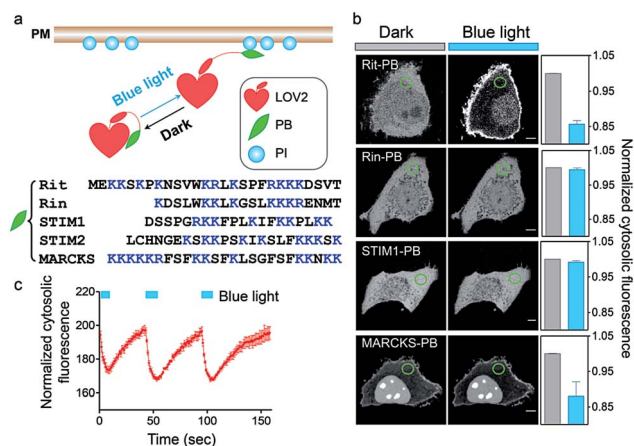 a
PM
Blue light
Dark
LOV2
PB
PI
Rit MEKKSKPKNSVWKRLKSPFRKKKDSVT
Rin KDSLWKKLKGSLKKKRENMT
STIM1 DSSPGRKKFPLKIFKKPLKK
STIM2 LCHNGEKSKKPSKIKSLFKKKSK
MARCKS KKKKKRFSFKKSFKLSGFSFKKNKK
c
Blue light
Normalized cytosolic
fluorescence
220
200
180
160
0
50
100
150
Time (sec)
b
Dark
Blue light
Rit-PB
Rin-PB
STIM1-PB
MARCKS-PB
1.05
0.95
0.85
1.05
0.95
0.85
1.05
0.95
0.85
1.05
0.95
0.85
Normalized cytosolic fluorescence